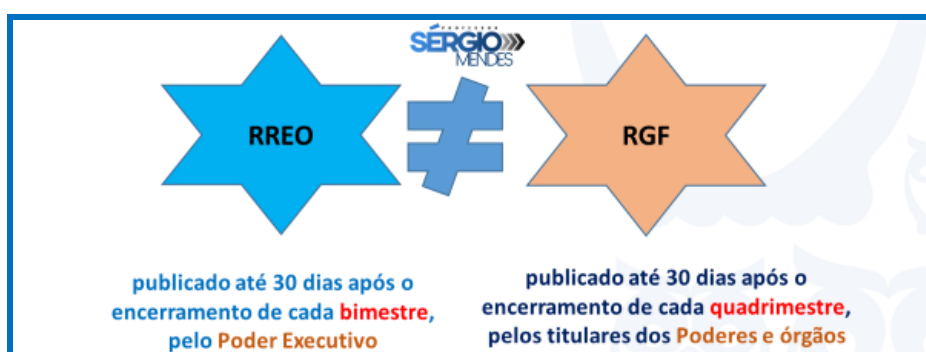 PROFESSOR
SÉRGIO
MENDES
RREO
≠
RGF
publicado até 30 dias após o
encerramento de cada bimestre,
pelo Poder Executivo
publicado até 30 dias após o
encerramento de cada quadrimestre,
pelos titulares dos Poderes e órgãos